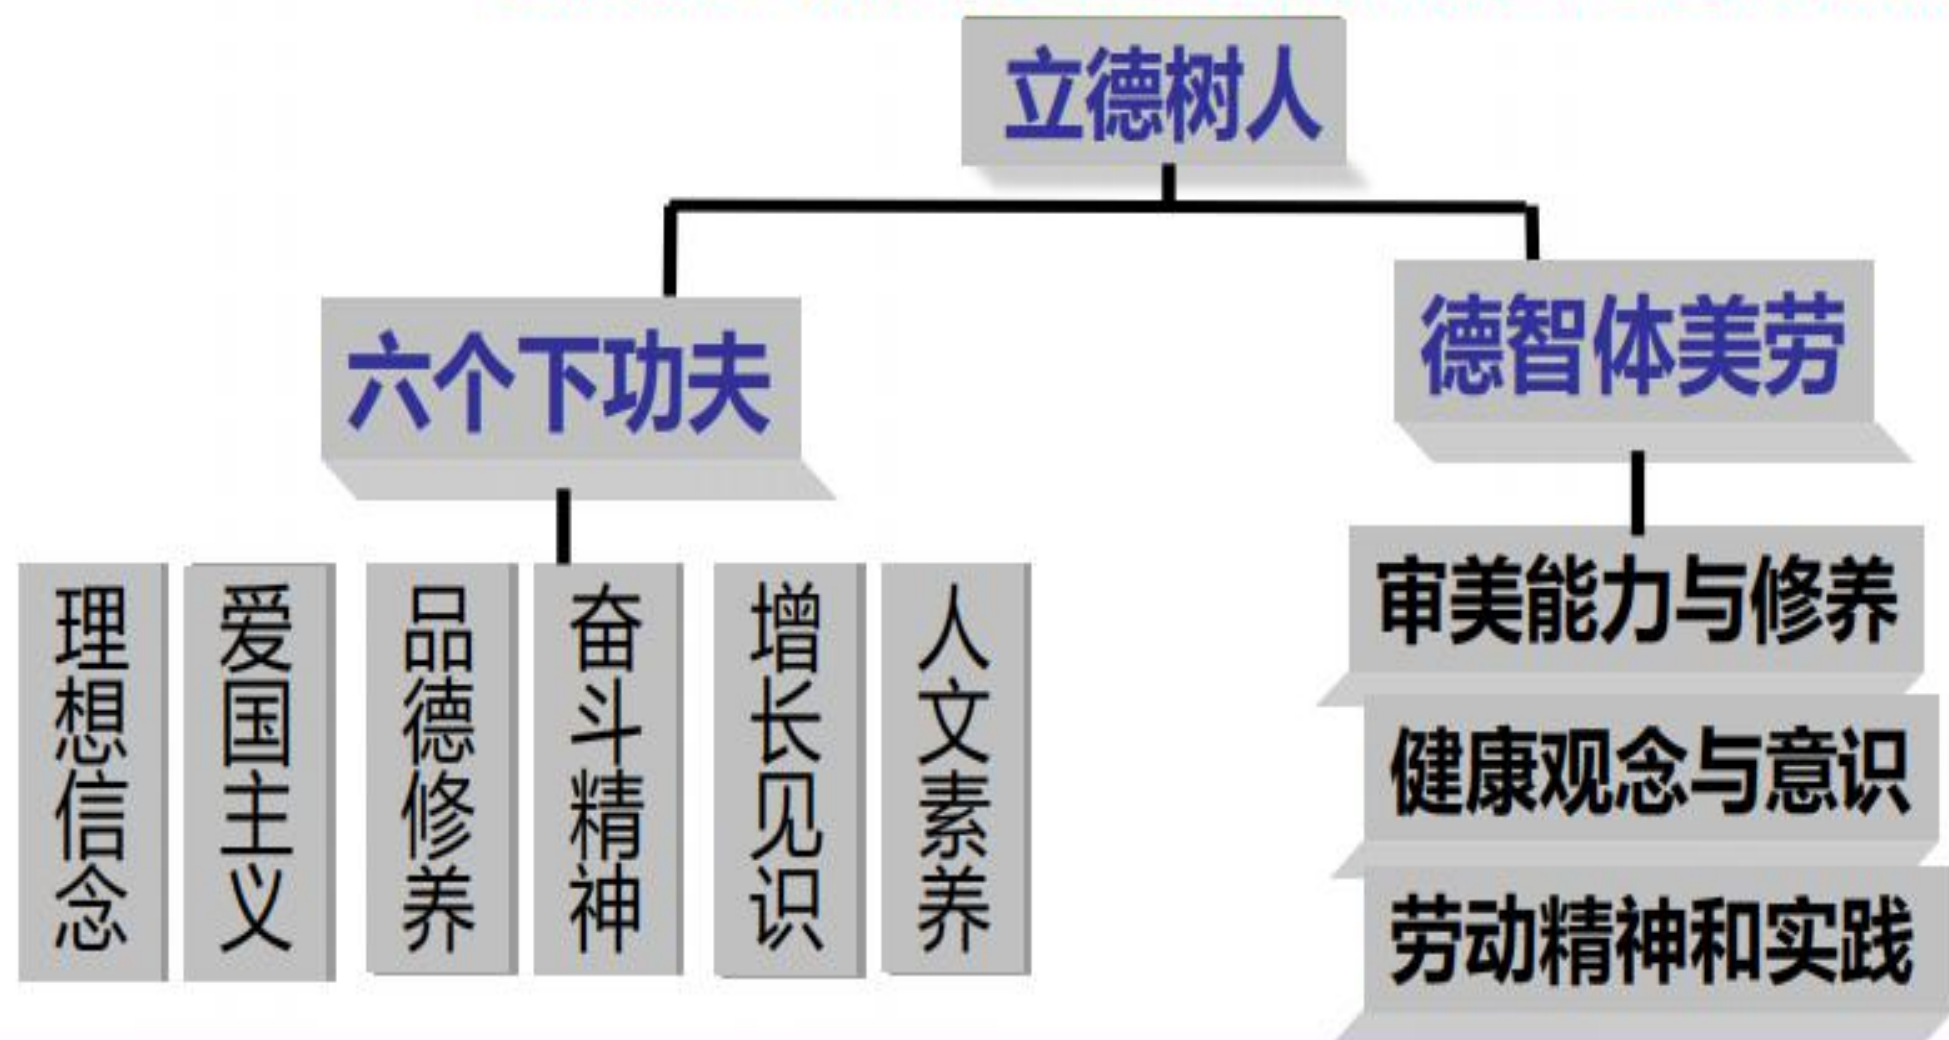 立德树人
六个下功夫
德智体美劳
理想信念
爱国主义
品德修养
奋斗精神
增长见识
人文素养
审美能力与修养
健康观念与意识
劳动精神和实践